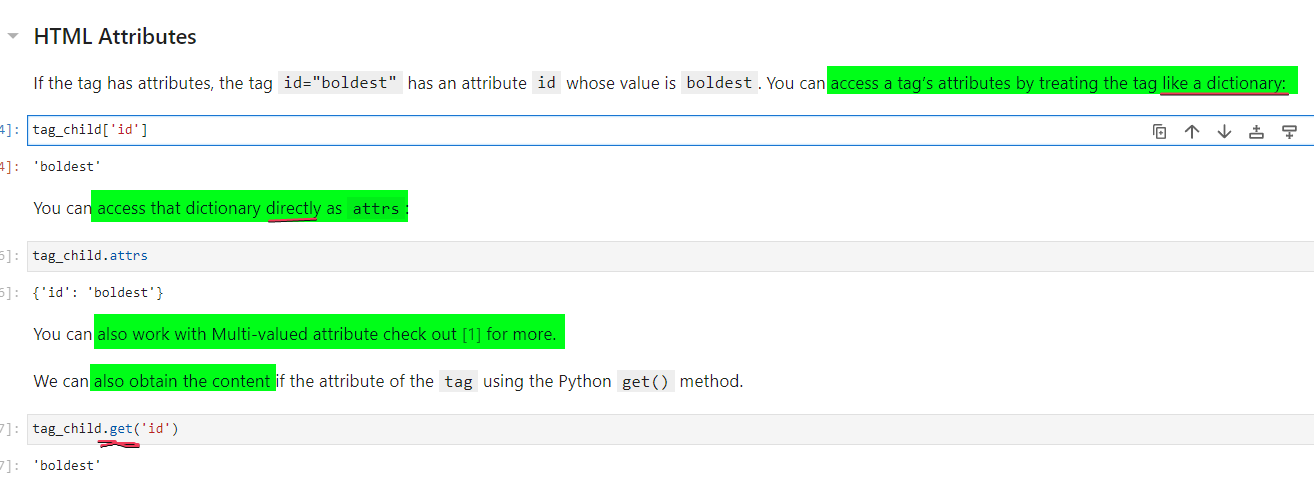 HTML Attributes
If the tag has attributes, the tag id="boldest" has an attribute id whose value is boldest. You can access a tag's attributes by treating the tag like a dictionary:
4]: tag_child['id']
4]: 'boldest'
You can access that dictionary directly as attrs:
6]: tag_child.attrs
6]: {'id': 'boldest'}
You can also work with Multi-valued attribute check out [1] for more.
We can also obtain the content if the attribute of the tag using the Python get() method.
7]: tag_child.get('id')
7]: 'boldest'